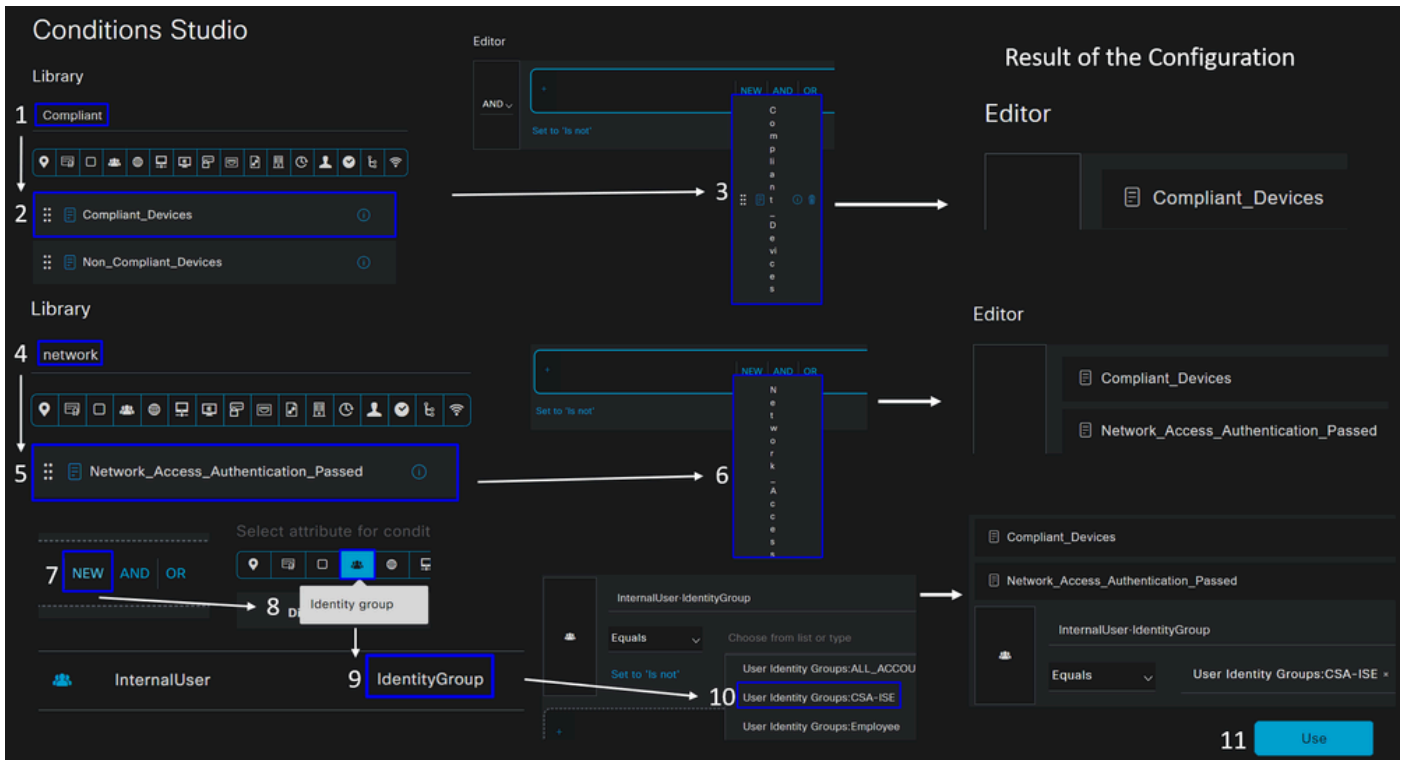 Conditions Studio
Library
1 Compliant
2 Compliant_Devices
Non_Compliant_Devices
Editor
AND
NEW AND OR
Set to 'Is not'
3 Compliant_Devices
Result of the Configuration
Editor
Compliant_Devices
Library
4 network
5 Network_Access_Authentication_Passed
NEW AND OR
Set to 'Is not'
6 Network_Access
Editor
Compliant_Devices
Network_Access_Authentication_Passed
7 NEW AND OR
Select attribute for condit
8 Di
Identity group
InternalUser
9 IdentityGroup
InternalUser·IdentityGroup
Equals
Choose from list or type
Set to 'Is not'
User Identity Groups:ALL_ACCOU
10 User Identity Groups:CSA-ISE
User Identity Groups:Employee
Compliant_Devices
Network_Access_Authentication_Passed
InternalUser·IdentityGroup
Equals
User Identity Groups:CSA-ISE ×
11 Use